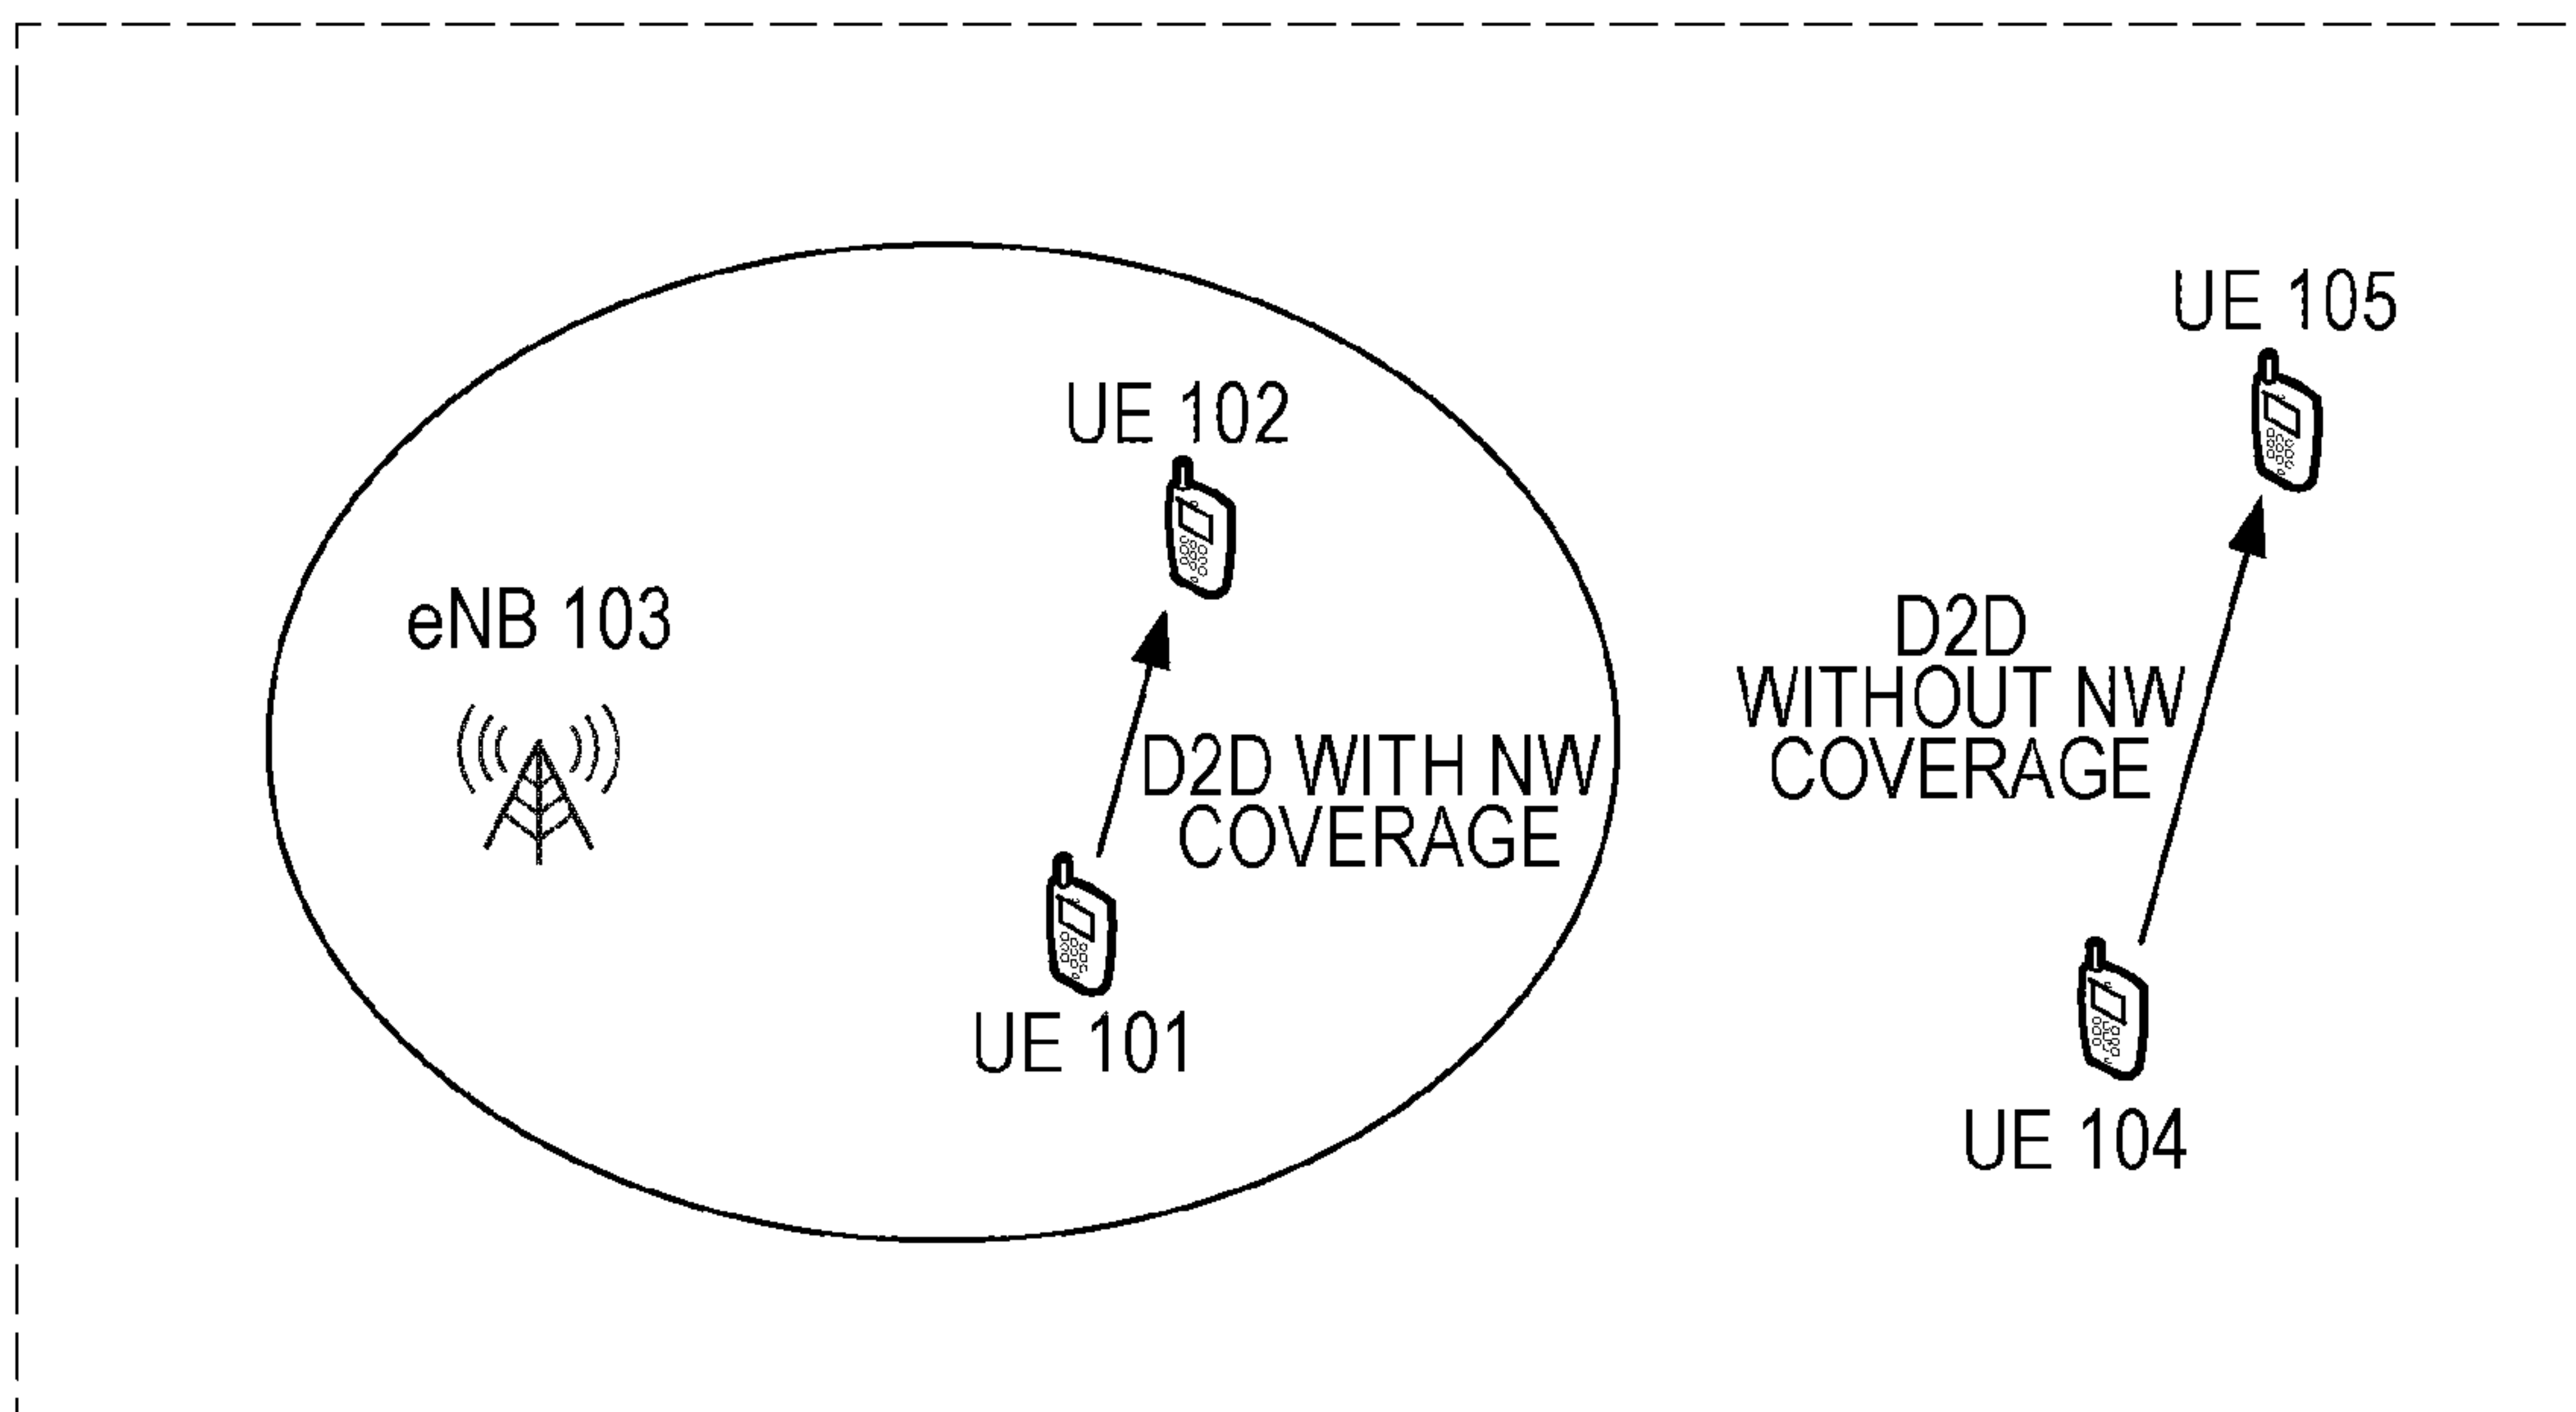 UE 105
UE 102
eNB 103
D2D
WITHOUT NW
COVERAGE
D2D WITH NW
COVERAGE
UE 101
UE 104